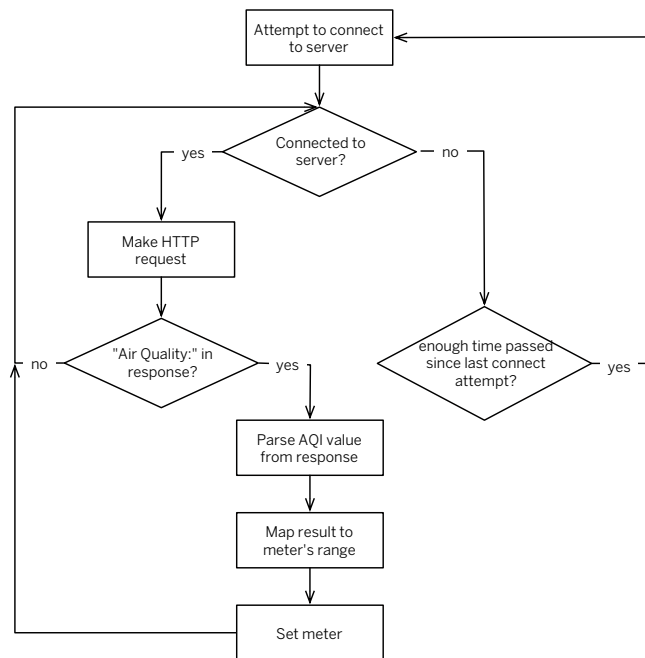 Attempt to connect
to server
Connected to
server?
yes
no
Make HTTP
request
"Air Quality:" in
response?
no
yes
enough time passed
since last connect
attempt?
yes
Parse AQI value
from response
Map result to
meter's range
Set meter